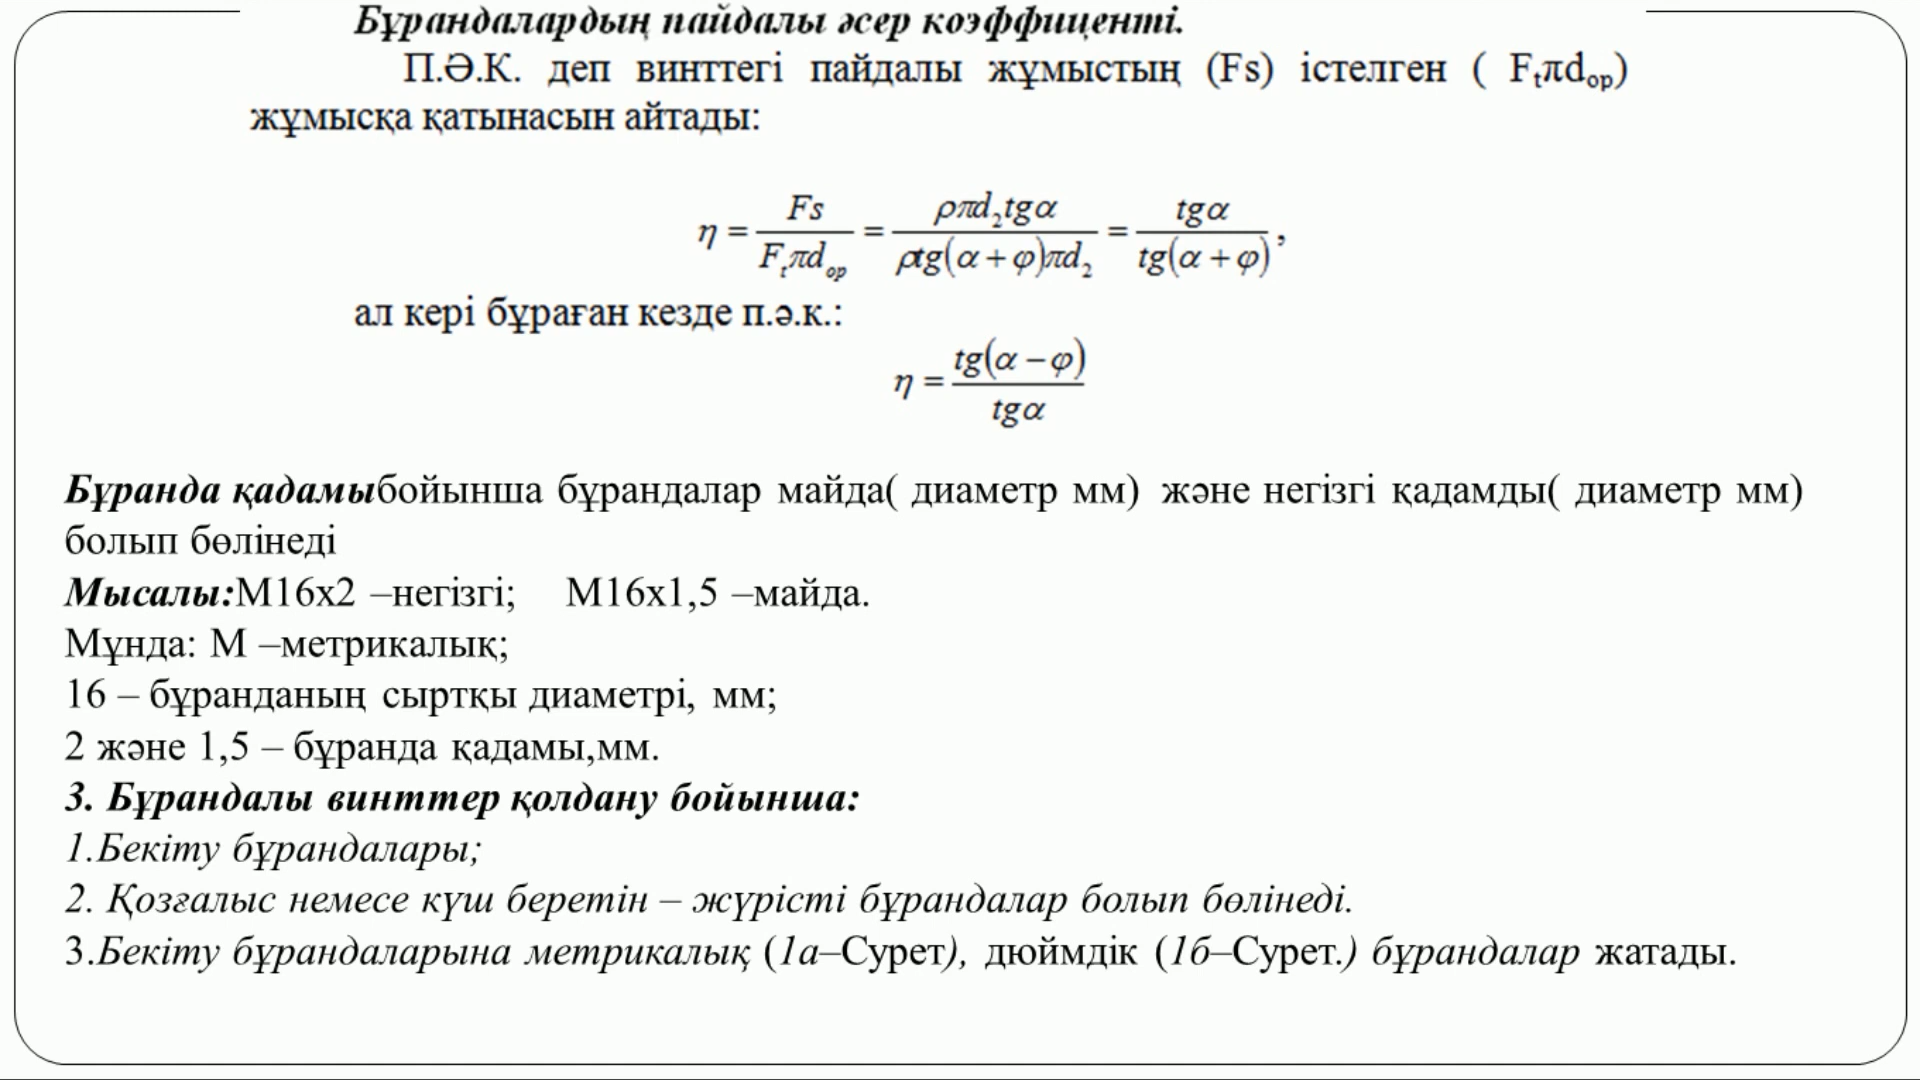 Бұрандалардың пайдалы әсер коэффиценті.
П.Ә.К. деп винттегі пайдалы жұмыстың (Fs) істелген ( Fₜπdₒₚ)
жұмысқа қатынасын айтады:
η = Fs / Fₜπdₒₚ = ρπd₂tgα / ρtg(α + φ)πd₂ = tgα / tg(α + φ) ,
ал кері бұраған кезде п.ә.к.:
η = tg(α − φ) / tgα
Бұранда қадамыбойынша бұрандалар майда( диаметр мм) және негізгі қадамды( диаметр мм)
болып бөлінеді
Мысалы:М16х2 –негізгі; М16х1,5 –майда.
Мұнда: М –метрикалық;
16 – бұранданың сыртқы диаметрі, мм;
2 және 1,5 – бұранда қадамы,мм.
3. Бұрандалы винттер қолдану бойынша:
1.Бекіту бұрандалары;
2. Қозғалыс немесе күш беретін – жүрісті бұрандалар болып бөлінеді.
3.Бекіту бұрандаларына метрикалық (1а–Сурет), дюймдік (1б–Сурет.) бұрандалар жатады.